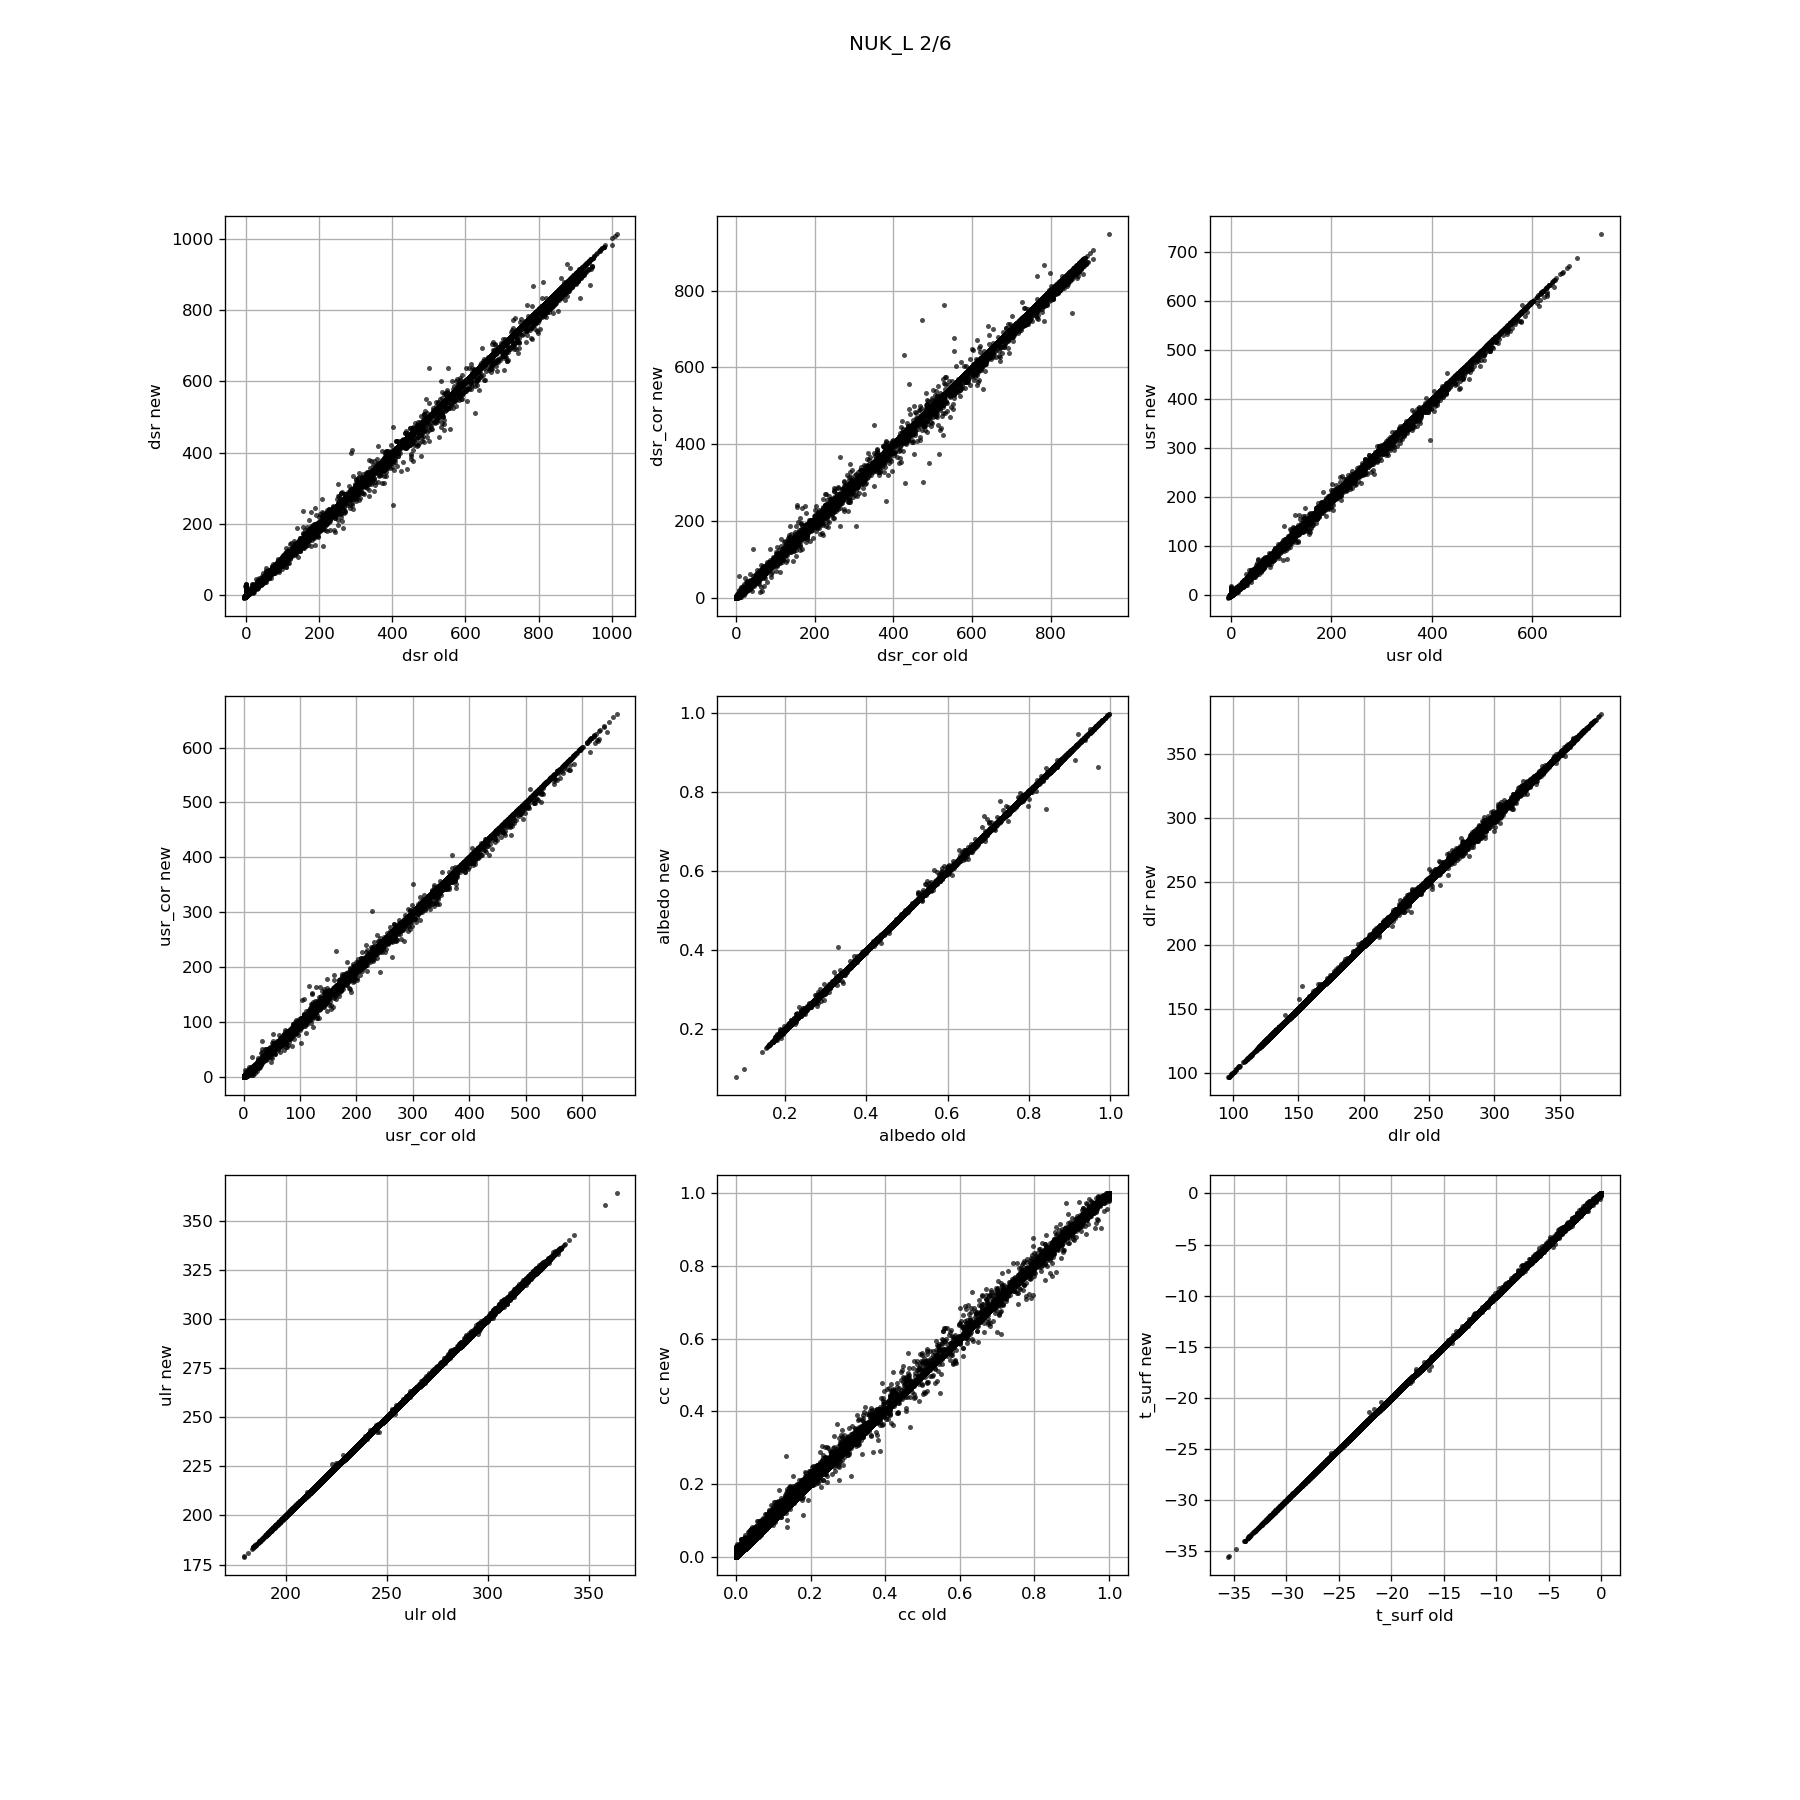 NUK_L 2/6
1000
800
600
400
200
0
dsr new
0 200 400 600 800 1000
dsr old
800
600
400
200
0
dsr_cor new
0 200 400 600 800
dsr_cor old
700
600
500
400
300
200
100
0
usr new
0 200 400 600
usr old
600
500
400
300
200
100
0
usr_cor new
0 100 200 300 400 500 600
usr_cor old
1.0
0.8
0.6
0.4
0.2
albedo new
0.2 0.4 0.6 0.8 1.0
albedo old
350
300
250
200
150
100
dlr new
100 150 200 250 300 350
dlr old
350
325
300
275
250
225
200
175
ulr new
200 250 300 350
ulr old
1.0
0.8
0.6
0.4
0.2
0.0
cc new
0.0 0.2 0.4 0.6 0.8 1.0
cc old
0
−5
−10
−15
−20
−25
−30
−35
t_surf new
−35 −30 −25 −20 −15 −10 −5 0
t_surf old